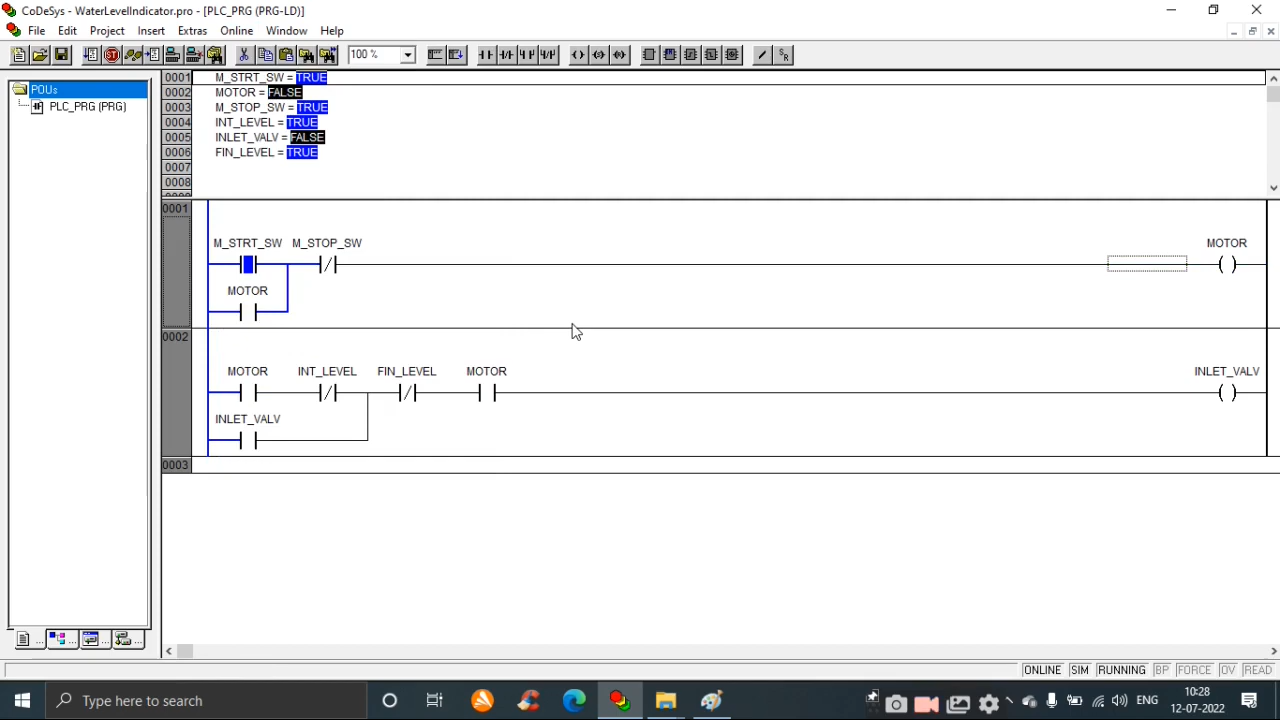 CoDeSys - WaterLevelIndicator.pro - [PLC_PRG (PRG-LD)]
File Edit Project Insert Extras Online Window Help
100 %
POUs
PLC_PRG (PRG)
0001 M_STRT_SW = TRUE
0002 MOTOR = FALSE
0003 M_STOP_SW = TRUE
0004 INT_LEVEL = TRUE
0005 INLET_VALV = FALSE
0006 FIN_LEVEL = TRUE
0007
0008
0001
M_STRT_SW M_STOP_SW MOTOR
MOTOR
0002
MOTOR INT_LEVEL FIN_LEVEL MOTOR INLET_VALV
INLET_VALV
0003
ONLINE SIM RUNNING BP FORCE OV READ
Type here to search
ENG
10:28
12-07-2022